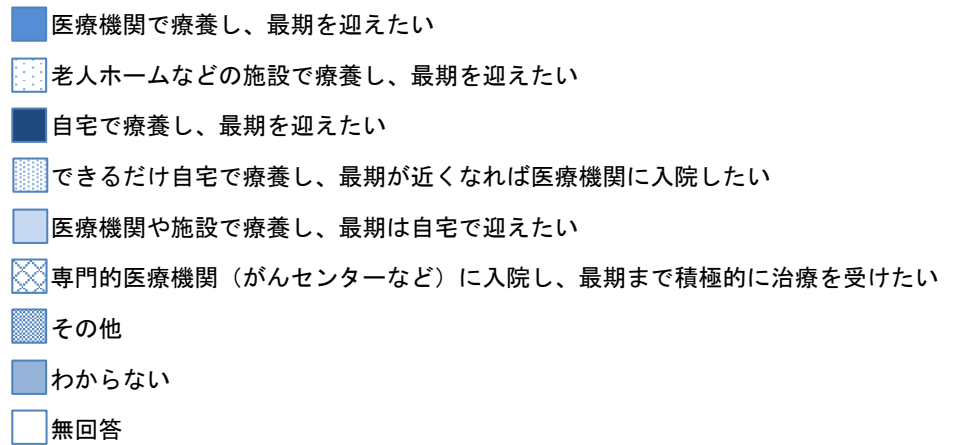 医療機関で療養し、最期を迎えたい
老人ホームなどの施設で療養し、最期を迎えたい
自宅で療養し、最期を迎えたい
できるだけ自宅で療養し、最期が近くなれば医療機関に入院したい
医療機関や施設で療養し、最期は自宅で迎えたい
専門的医療機関（がんセンターなど）に入院し、最期まで積極的に治療を受けたい
その他
わからない
無回答